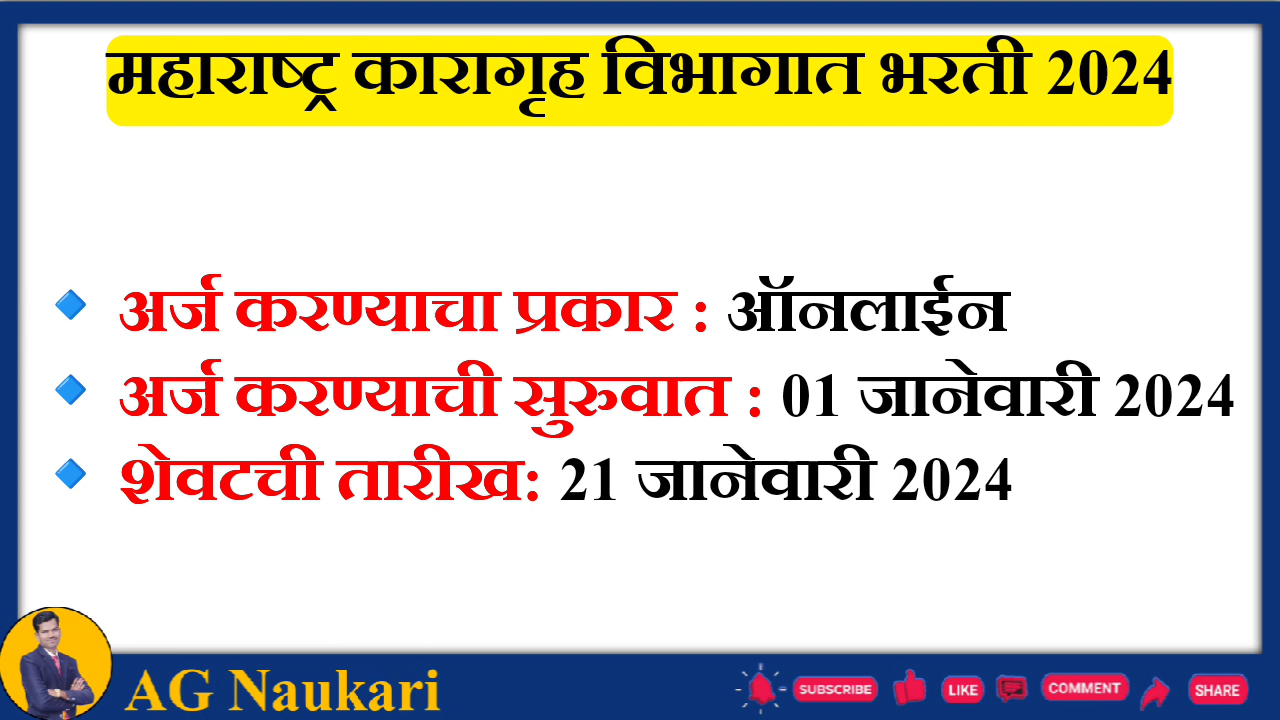 महाराष्ट्र कारागृह विभागात भरती 2024
अर्ज करण्याचा प्रकार : ऑनलाईन
अर्ज करण्याची सुरुवात : 01 जानेवारी 2024
शेवटची तारीख: 21 जानेवारी 2024
AG Naukari
SUBSCRIBE LIKE COMMENT SHARE